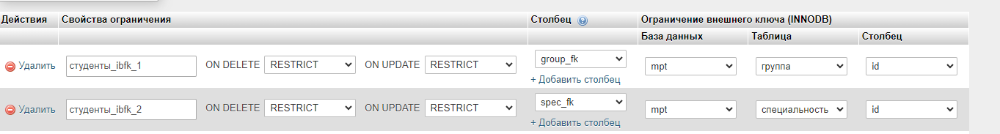 Действия Свойства ограничения Столбец Ограничение внешнего ключа (INNODB)
База данных Таблица Столбец
Удалить студенты_ibfk_1 ON DELETE RESTRICT ON UPDATE RESTRICT group_fk mpt группа id
+ Добавить столбец
Удалить студенты_ibfk_2 ON DELETE RESTRICT ON UPDATE RESTRICT spec_fk mpt специальность id
+ Добавить столбец